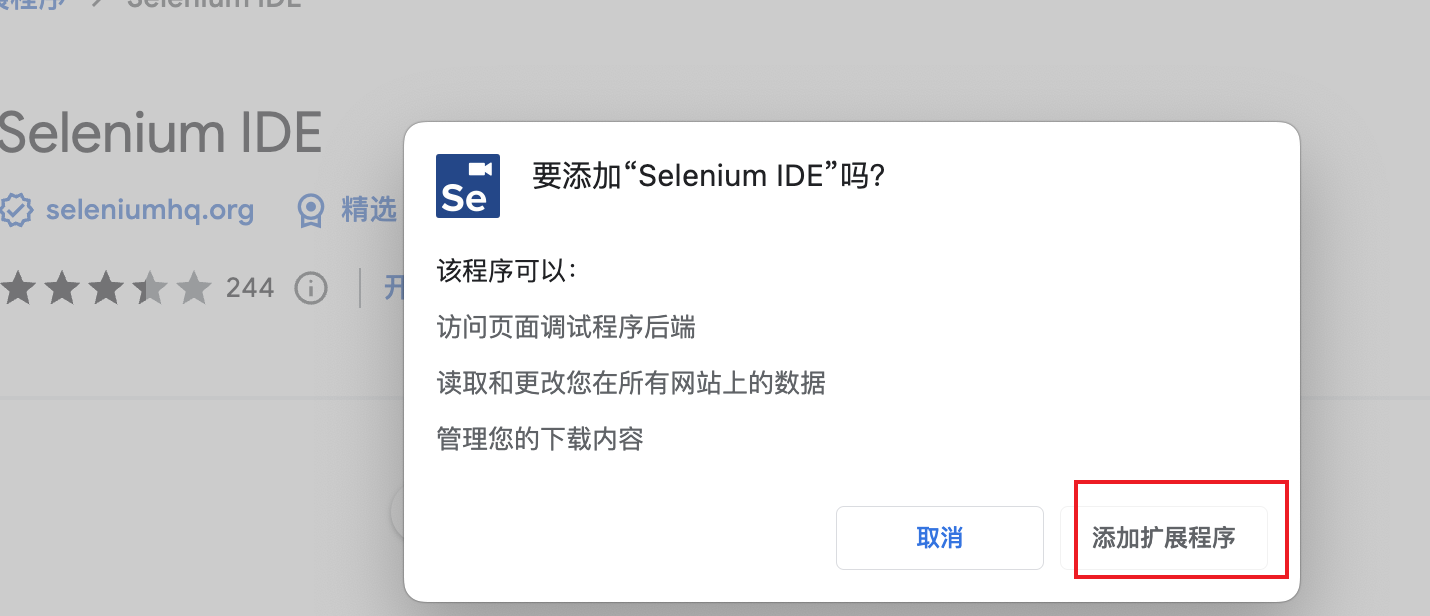 展程序 > Selenium IDE
Selenium IDE
seleniumhq.org 精选
244 开
Se
要添加“Selenium IDE”吗?
该程序可以：
访问页面调试程序后端
读取和更改您在所有网站上的数据
管理您的下载内容
取消 添加扩展程序